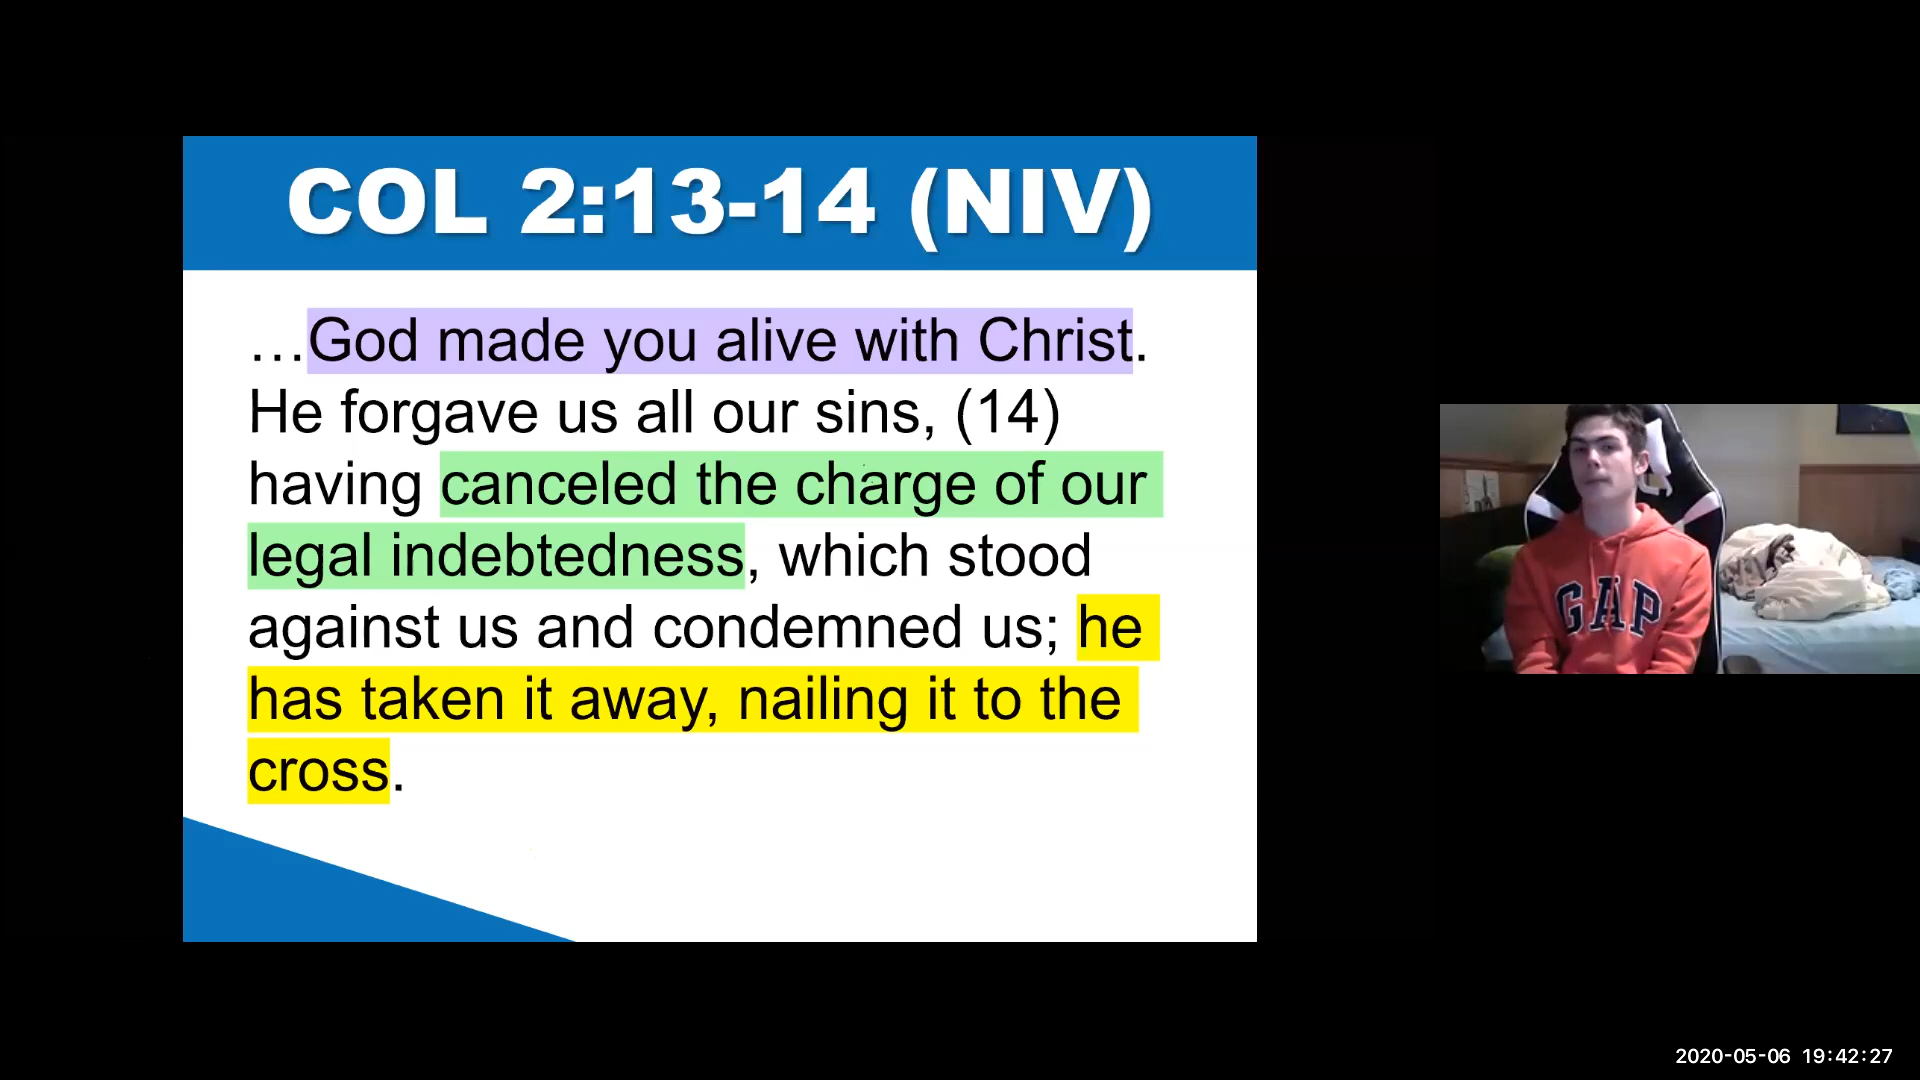 COL 2:13-14 (NIV)
…God made you alive with Christ.
He forgave us all our sins, (14)
having canceled the charge of our
legal indebtedness, which stood
against us and condemned us; he
has taken it away, nailing it to the
cross.
GAP
2020-05-06 19:42:27